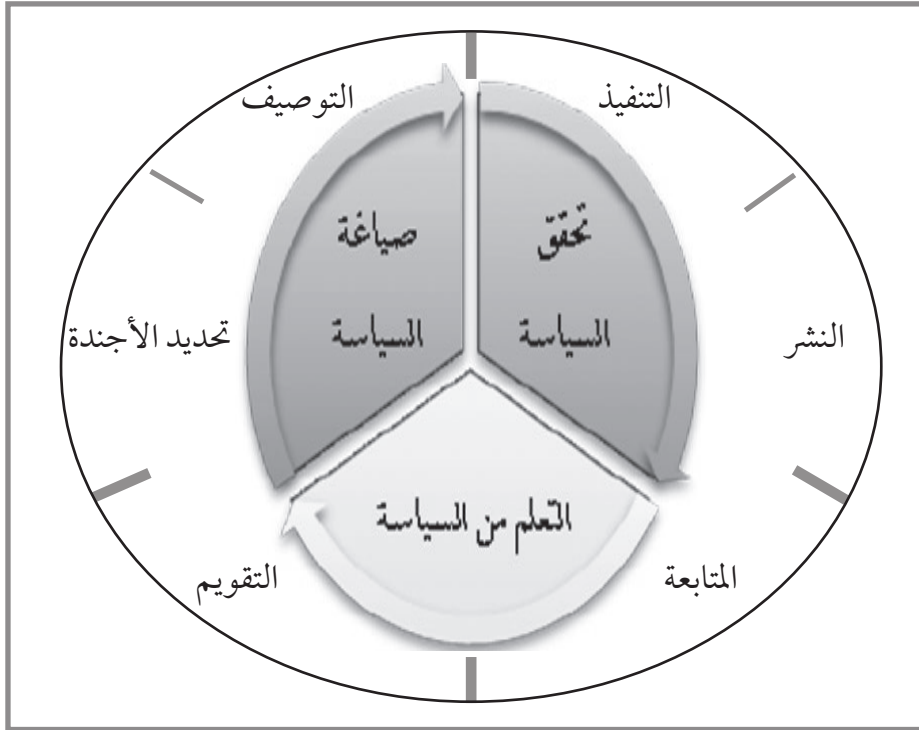 التنفيذ
التوصيف
تحقق
السياسة
صياغة
السياسة
النشر
تحديد الأجندة
التعلم من السياسة
المتابعة
التقويم